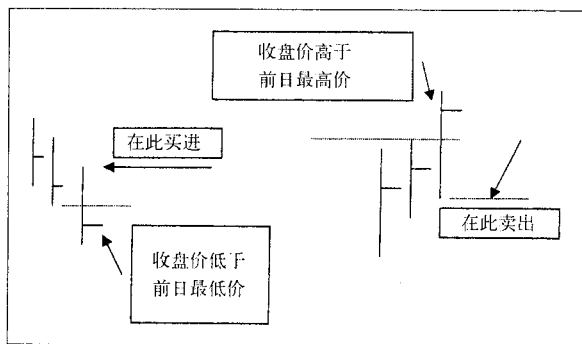 收盘价高于
前日最高价
在此买进
在此卖出
收盘价低于
前日最低价